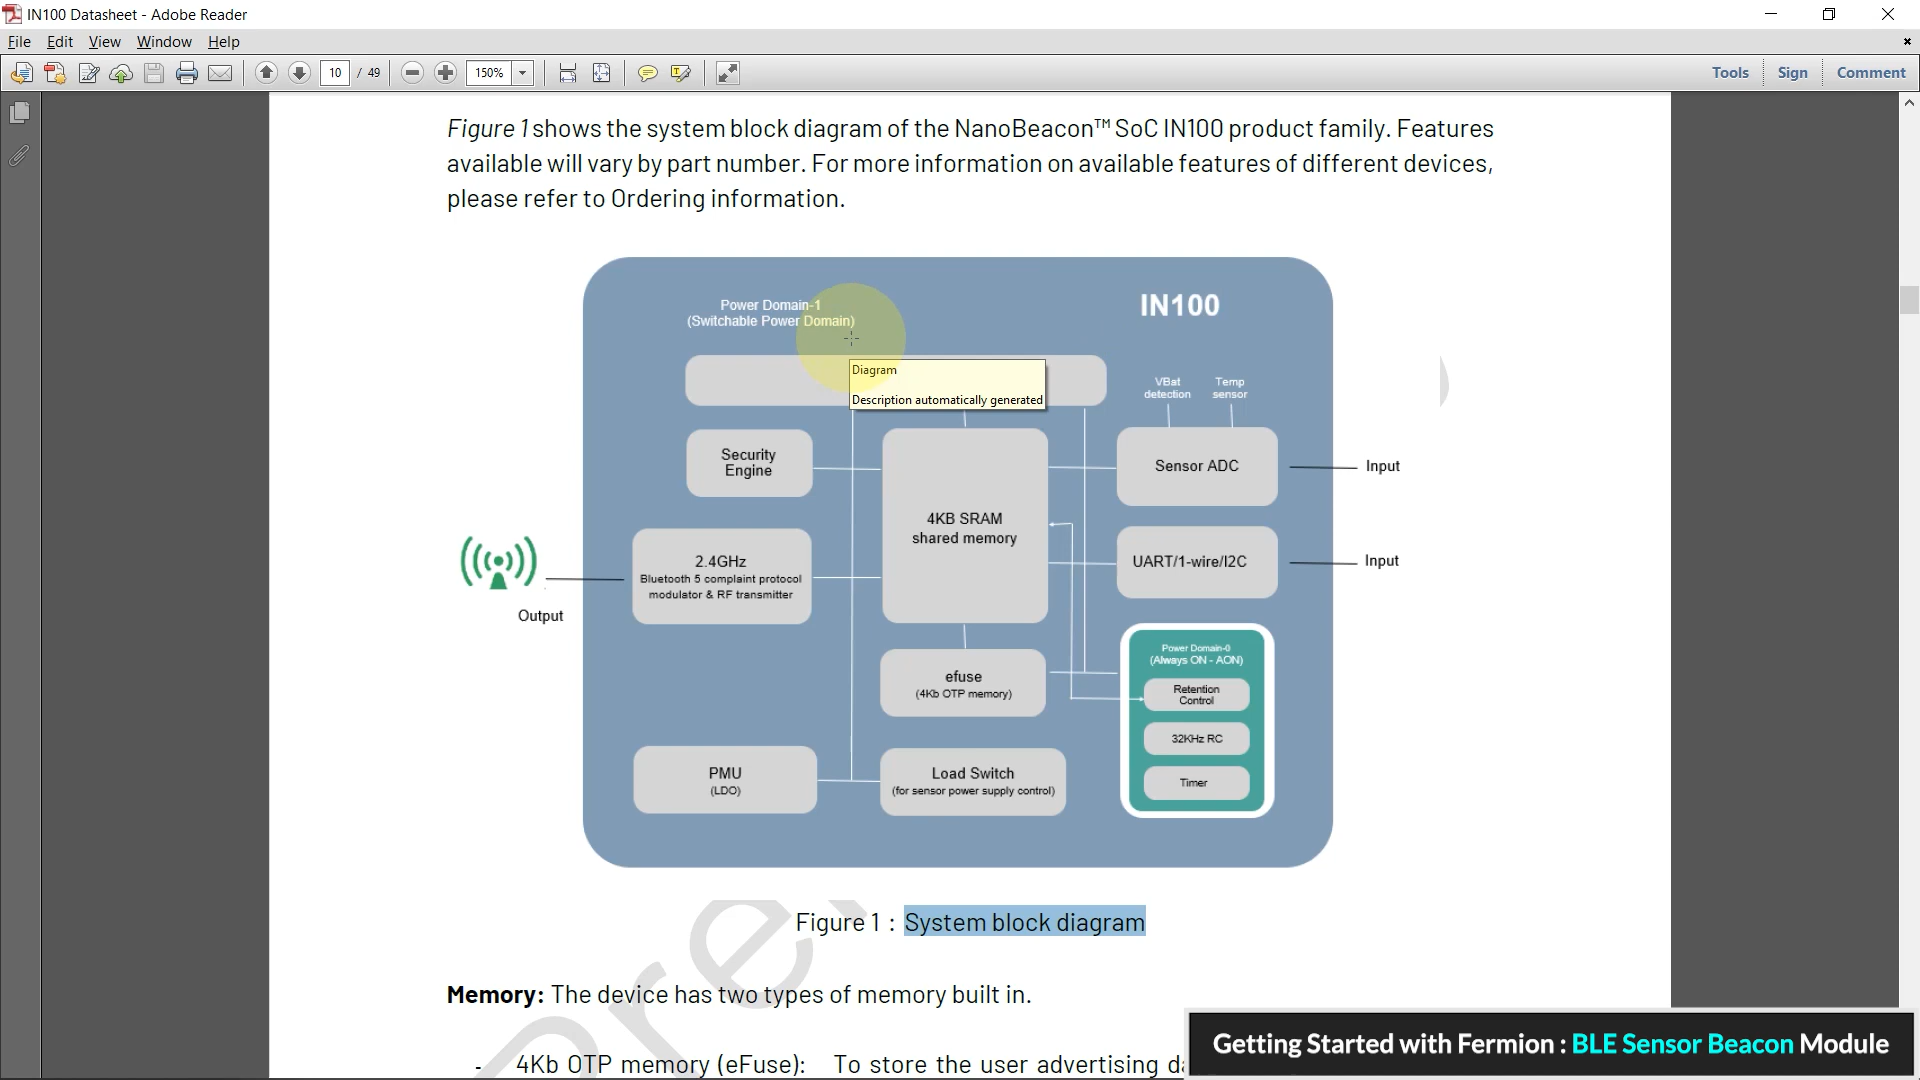 IN100 Datasheet - Adobe Reader
File Edit View Window Help
10 / 49 150% Tools Sign Comment
Figure 1 shows the system block diagram of the NanoBeacon™ SoC IN100 product family. Features
available will vary by part number. For more information on available features of different devices,
please refer to Ordering information.
Power Domain-1
(Switchable Power Domain)
IN100
Diagram
Description automatically generated
VBat
detection
Temp
sensor
Security
Engine
4KB SRAM
shared memory
Sensor ADC
Input
2.4GHz
Bluetooth 5 complaint protocol
modulator & RF transmitter
Output
UART/1-wire/I2C
Input
efuse
(4Kb OTP memory)
Power Domain-0
(Always ON - AON)
Retention
Control
32KHz RC
Timer
PMU
(LDO)
Load Switch
(for sensor power supply control)
Figure 1 : System block diagram
Memory: The device has two types of memory built in.
- 4Kb OTP memory (eFuse): To store the user advertising
Pre
Getting Started with Fermion : BLE Sensor Beacon Module